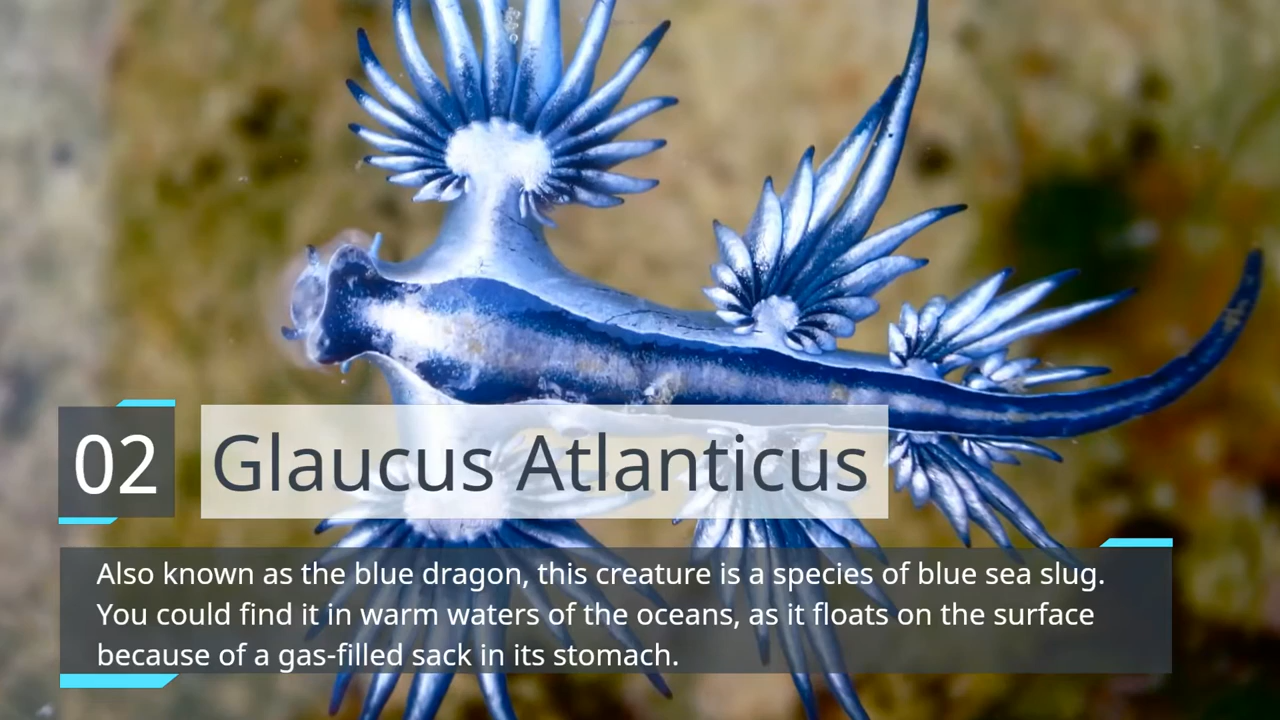 02
Glaucus Atlanticus
Also known as the blue dragon, this creature is a species of blue sea slug.
You could find it in warm waters of the oceans, as it floats on the surface
because of a gas-filled sack in its stomach.